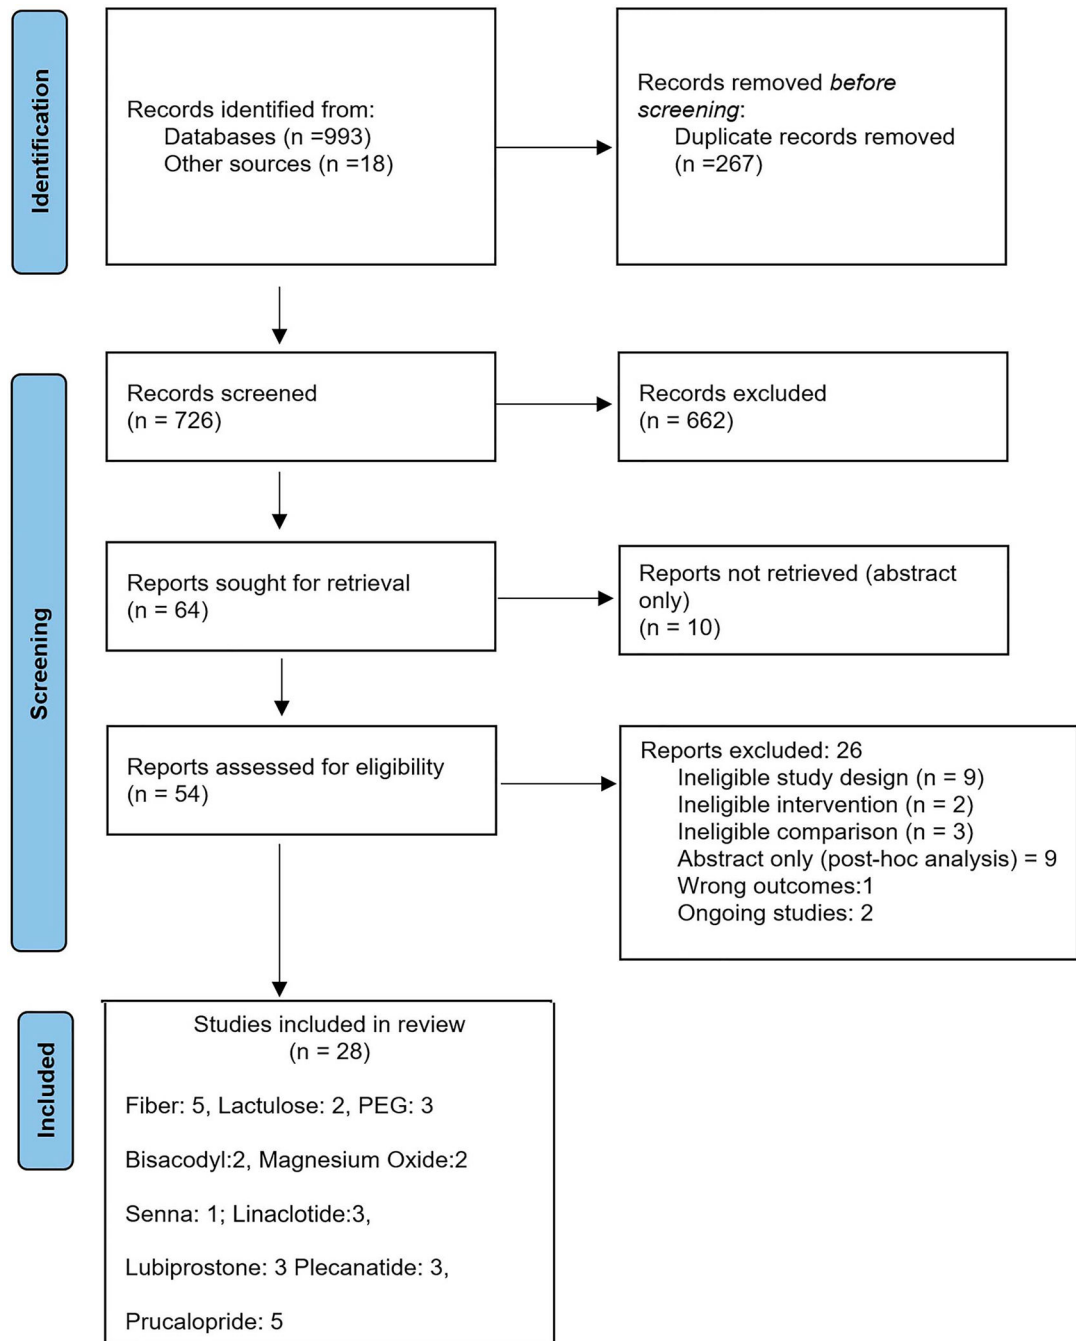 Identification
Records identified from:
Databases (n =993)
Other sources (n =18)
Records removed before
screening:
Duplicate records removed
(n =267)
Screening
Records screened
(n = 726)
Records excluded
(n = 662)
Reports sought for retrieval
(n = 64)
Reports not retrieved (abstract
only)
(n = 10)
Reports assessed for eligibility
(n = 54)
Reports excluded: 26
Ineligible study design (n = 9)
Ineligible intervention (n = 2)
Ineligible comparison (n = 3)
Abstract only (post-hoc analysis) = 9
Wrong outcomes:1
Ongoing studies: 2
Included
Studies included in review
(n = 28)
Fiber: 5, Lactulose: 2, PEG: 3
Bisacodyl:2, Magnesium Oxide:2
Senna: 1; Linaclotide:3,
Lubiprostone: 3 Plecanatide: 3,
Prucalopride: 5